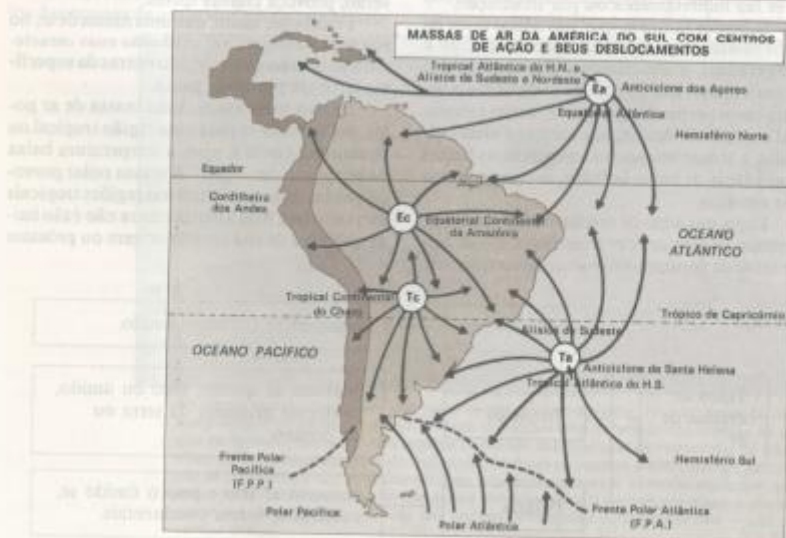 MASSAS DE AR DA AMÉRICA DO SUL COM CENTROS
DE AÇÃO E SEUS DESLOCAMENTOS
Tropical Atlântica do H.N. e
Alísios de Sudeste e Nordeste
Ea
Anticiclone dos Açores
Equatorial Atlântica
Hemisfério Norte
Equador
Cordilheira
dos Andes
Ec
Equatorial Continental
da Amazônia
OCEANO
ATLÂNTICO
Tropical Continental
do Chaco
Tc
Trópico de Capricórnio
OCEANO PACÍFICO
Alísios de Sudeste
Ta
Anticiclone de Santa Helena
Tropical Atlântica do H.S.
Frente Polar
Pacífica
(F.P.P.)
Hemisfério Sul
Polar Pacífica
Polar Atlântica
Frente Polar Atlântica
(F.P.A.)